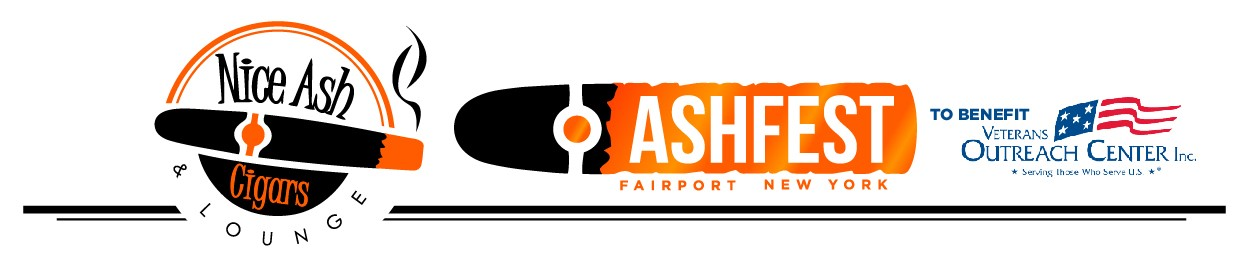 Nice Ash
Cigars
& LOUNGE
ASHFEST
FAIRPORT NEW YORK
TO BENEFIT
VETERANS
OUTREACH CENTER INC.
★ Serving Those Who Serve U.S. ★®